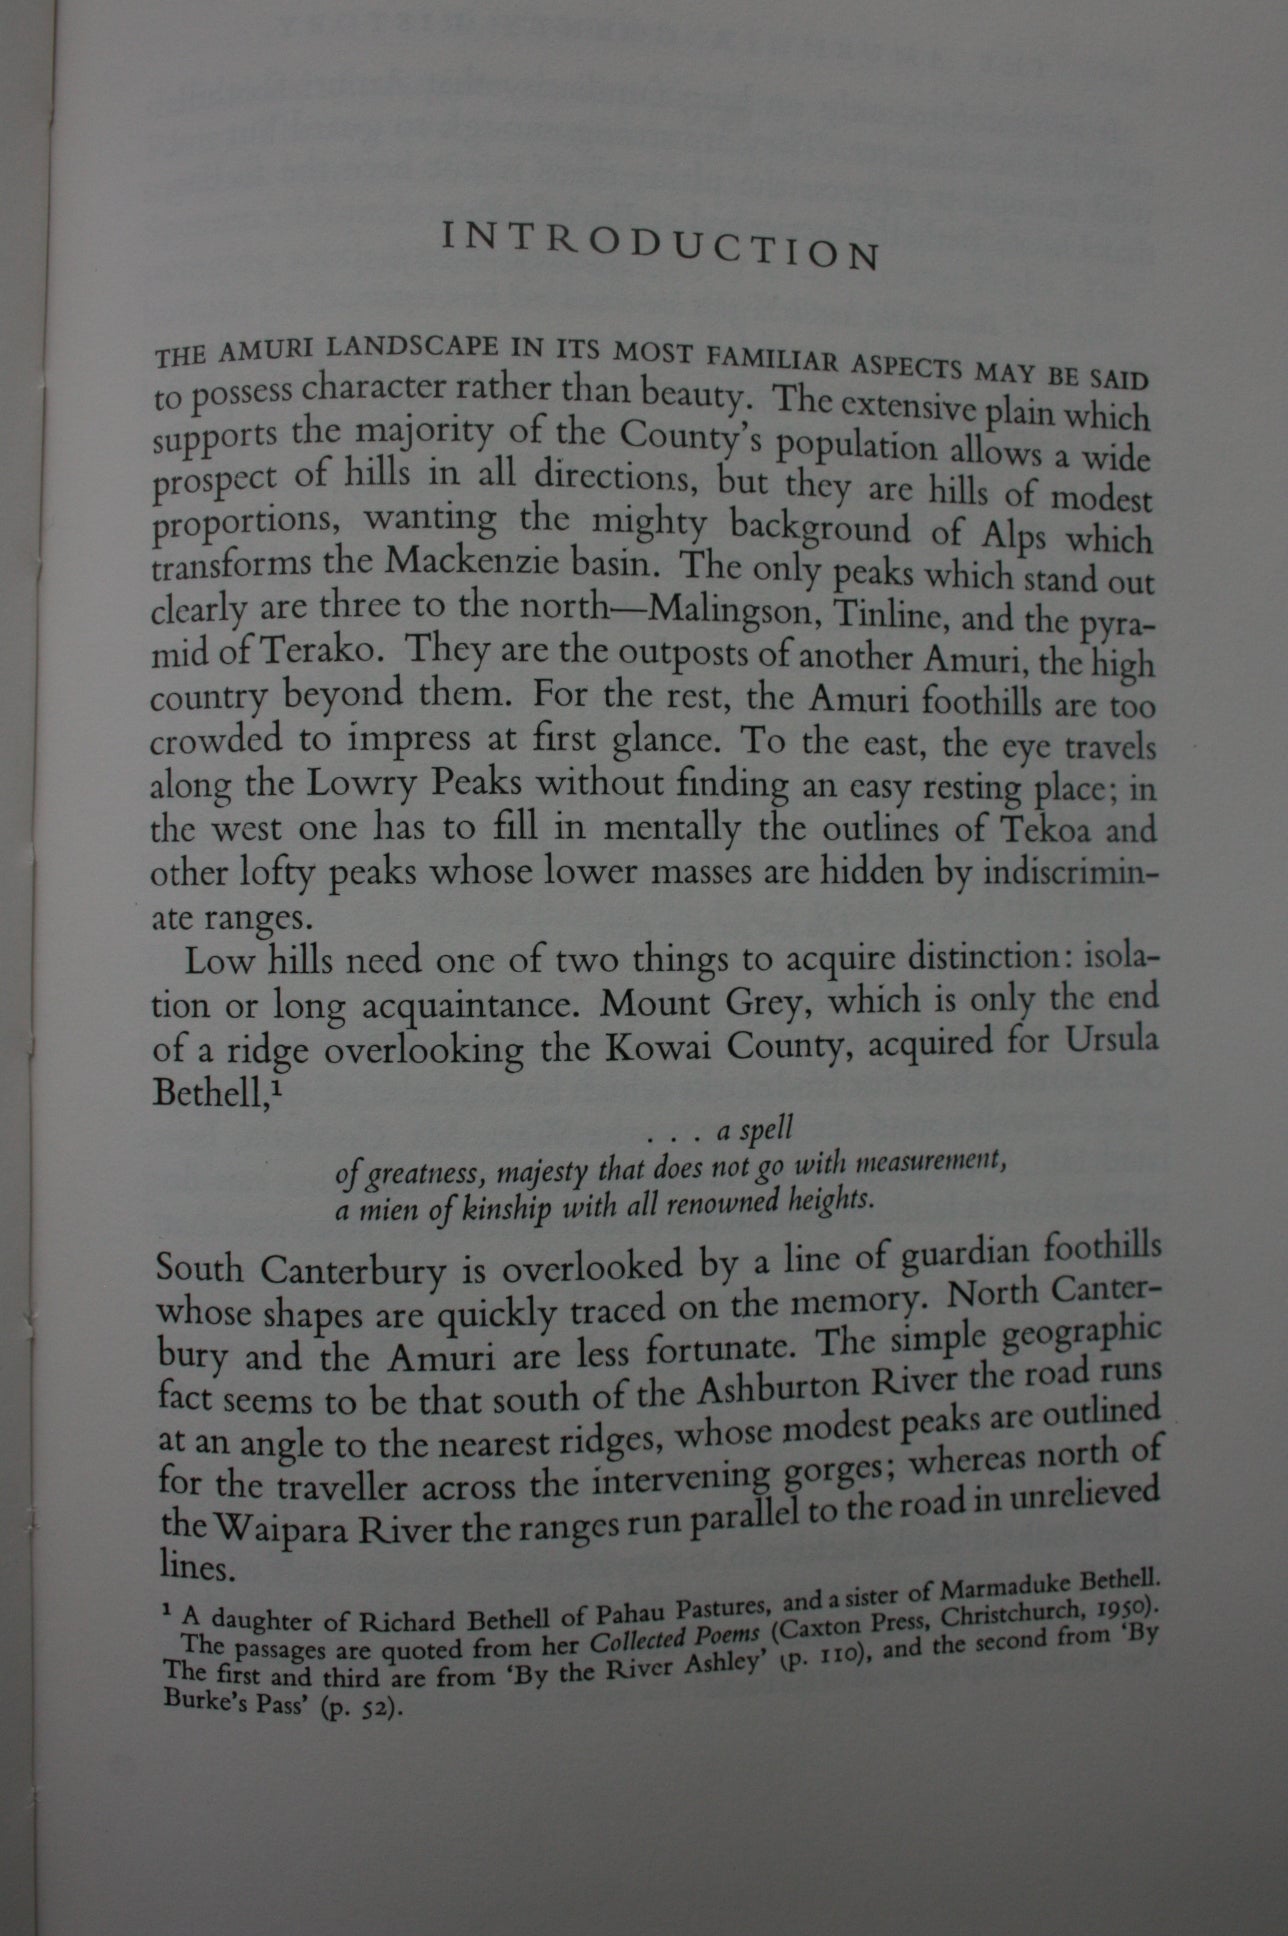 INTRODUCTION
THE AMURI LANDSCAPE IN ITS MOST FAMILIAR ASPECTS MAY BE SAID
to possess character rather than beauty. The extensive plain which
supports the majority of the County's population allows a wide
prospect of hills in all directions, but they are hills of modest
proportions, wanting the mighty background of Alps which
transforms the Mackenzie basin. The only peaks which stand out
clearly are three to the north—Malingson, Tinline, and the pyra-
mid of Terako. They are the outposts of another Amuri, the high
country beyond them. For the rest, the Amuri foothills are too
crowded to impress at first glance. To the east, the eye travels
along the Lowry Peaks without finding an easy resting place; in
the west one has to fill in mentally the outlines of Tekoa and
other lofty peaks whose lower masses are hidden by indiscrimin-
ate ranges.
Low hills need one of two things to acquire distinction: isola-
tion or long acquaintance. Mount Grey, which is only the end
of a ridge overlooking the Kowai County, acquired for Ursula
Bethell,¹
. . . a spell
of greatness, majesty that does not go with measurement,
a mien of kinship with all renowned heights.
South Canterbury is overlooked by a line of guardian foothills
whose shapes are quickly traced on the memory. North Canter-
bury and the Amuri are less fortunate. The simple geographic
fact seems to be that south of the Ashburton River the road runs
at an angle to the nearest ridges, whose modest peaks are outlined
for the traveller across the intervening gorges; whereas north of
the Waipara River the ranges run parallel to the road in unrelieved
lines.
¹ A daughter of Richard Bethell of Pahau Pastures, and a sister of Marmaduke Bethell.
The passages are quoted from her Collected Poems (Caxton Press, Christchurch, 1950).
The first and third are from 'By the River Ashley' (p. 110), and the second from 'By
Burke's Pass' (p. 52).